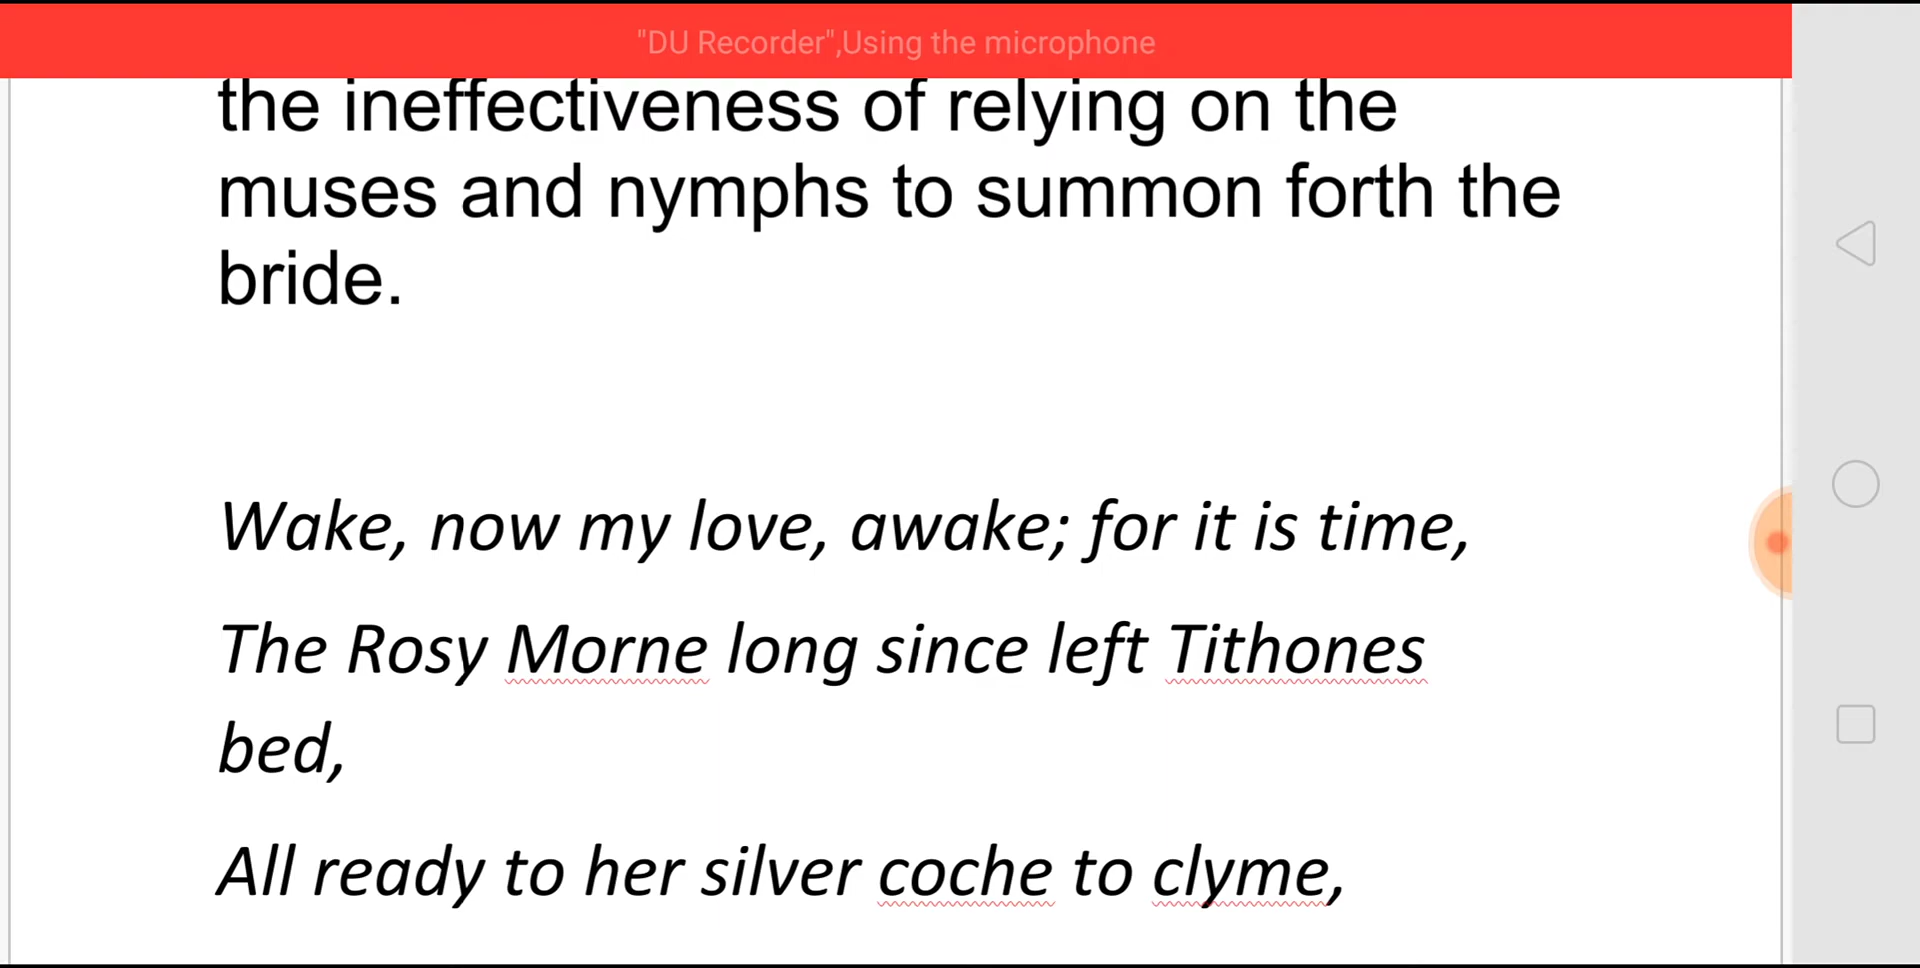 "DU Recorder",Using the microphone
the ineffectiveness of relying on the
muses and nymphs to summon forth the
bride.
Wake, now my love, awake; for it is time,
The Rosy Morne long since left Tithones
bed,
All ready to her silver coche to clyme,